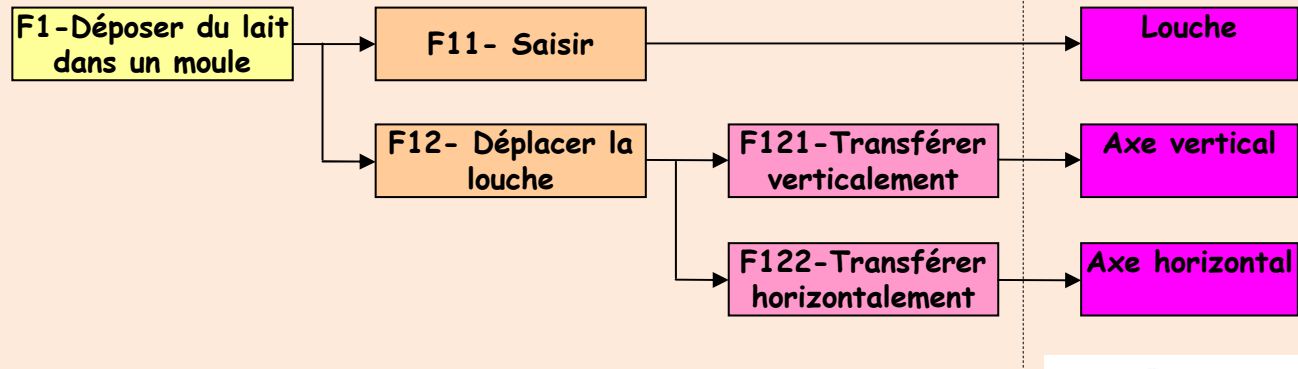 F1-Déposer du lait
dans un moule
F11- Saisir
Louche
F12- Déplacer la
louche
F121-Transférer
verticalement
Axe vertical
F122-Transférer
horizontalement
Axe horizontal